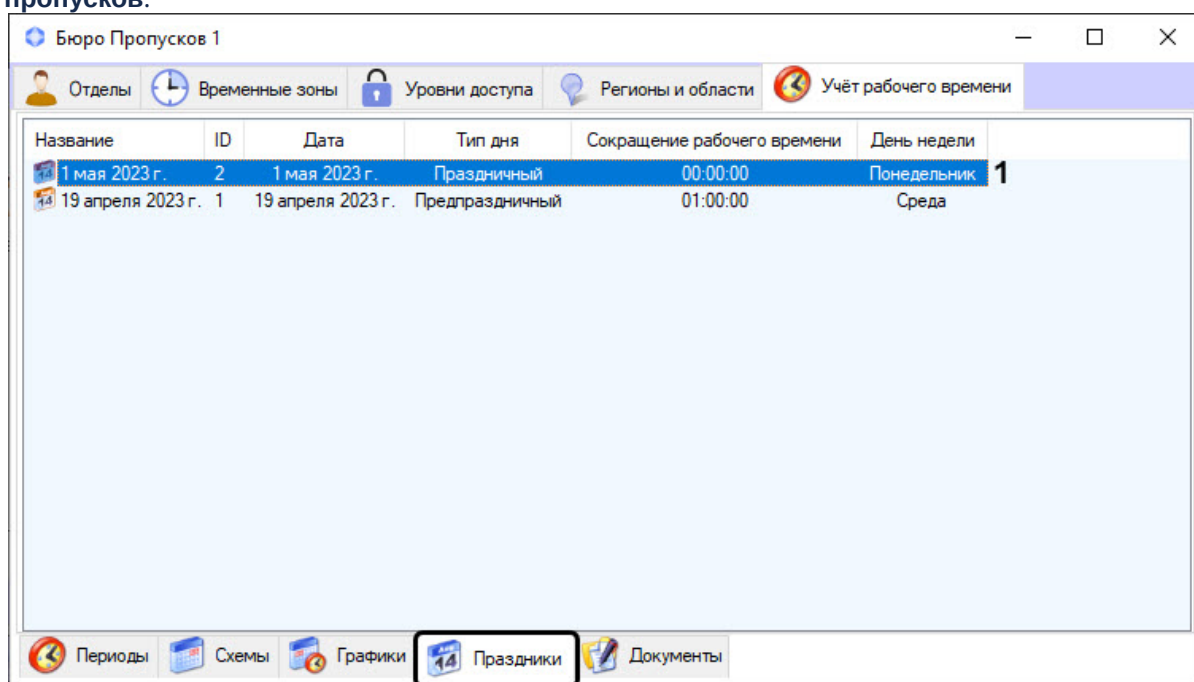 пропусков.
Бюро Пропусков 1
Отделы Временные зоны Уровни доступа Регионы и области Учёт рабочего времени
Название ID Дата Тип дня Сокращение рабочего времени День недели
1 мая 2023 г. 2 1 мая 2023 г. Праздничный 00:00:00 Понедельник 1
19 апреля 2023 г. 1 19 апреля 2023 г. Предпраздничный 01:00:00 Среда
Периоды Схемы Графики Праздники Документы